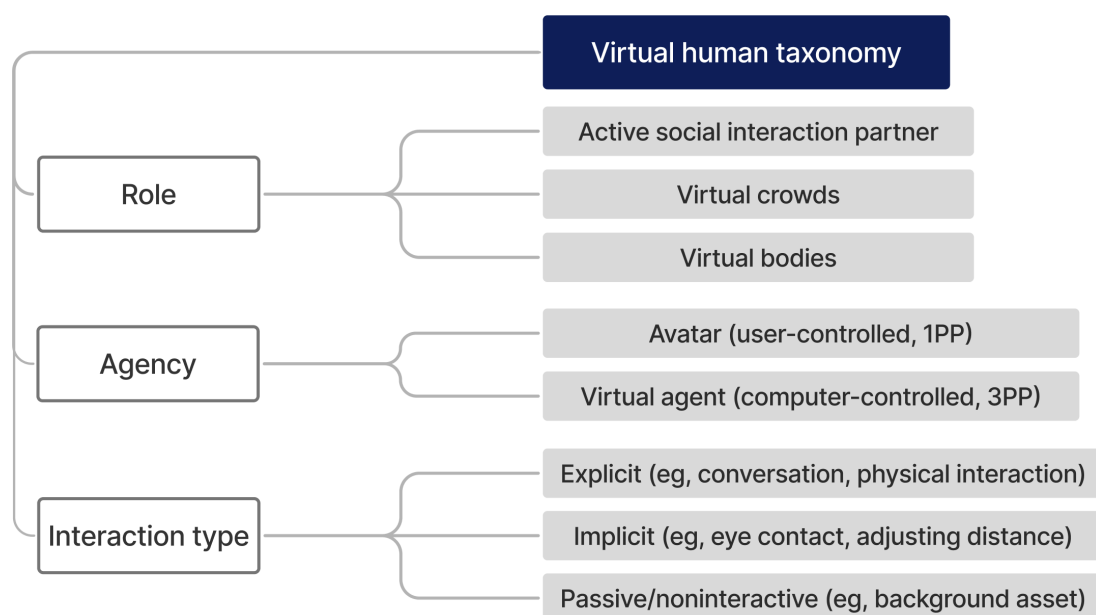 Virtual human taxonomy
Role
Active social interaction partner
Virtual crowds
Virtual bodies
Agency
Avatar (user-controlled, 1PP)
Virtual agent (computer-controlled, 3PP)
Interaction type
Explicit (eg, conversation, physical interaction)
Implicit (eg, eye contact, adjusting distance)
Passive/noninteractive (eg, background asset)